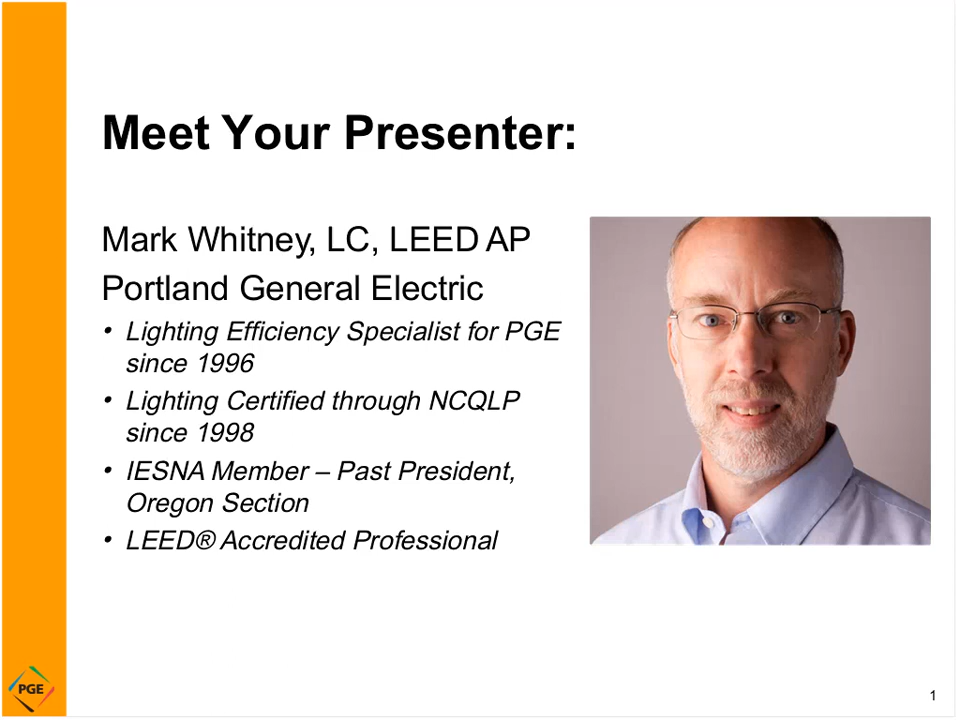 Meet Your Presenter:
Mark Whitney, LC, LEED AP
Portland General Electric
• Lighting Efficiency Specialist for PGE
since 1996
• Lighting Certified through NCQLP
since 1998
• IESNA Member – Past President,
Oregon Section
• LEED® Accredited Professional
PGE
1